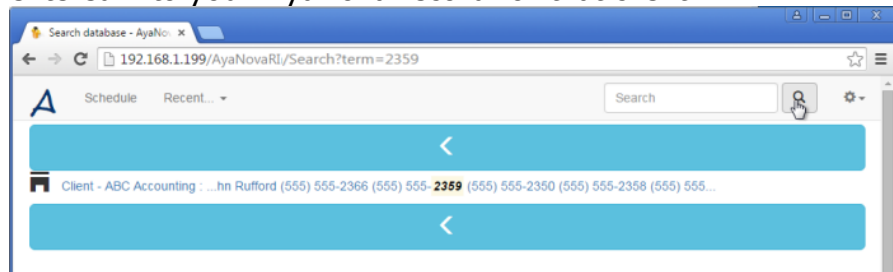 Search database - AyaNov
192.168.1.199/AyaNovaRI/Search?term=2359
Schedule Recent... Search
Client - ABC Accounting : ...hn Rufford (555) 555-2366 (555) 555-2359 (555) 555-2350 (555) 555-2358 (555) 555...